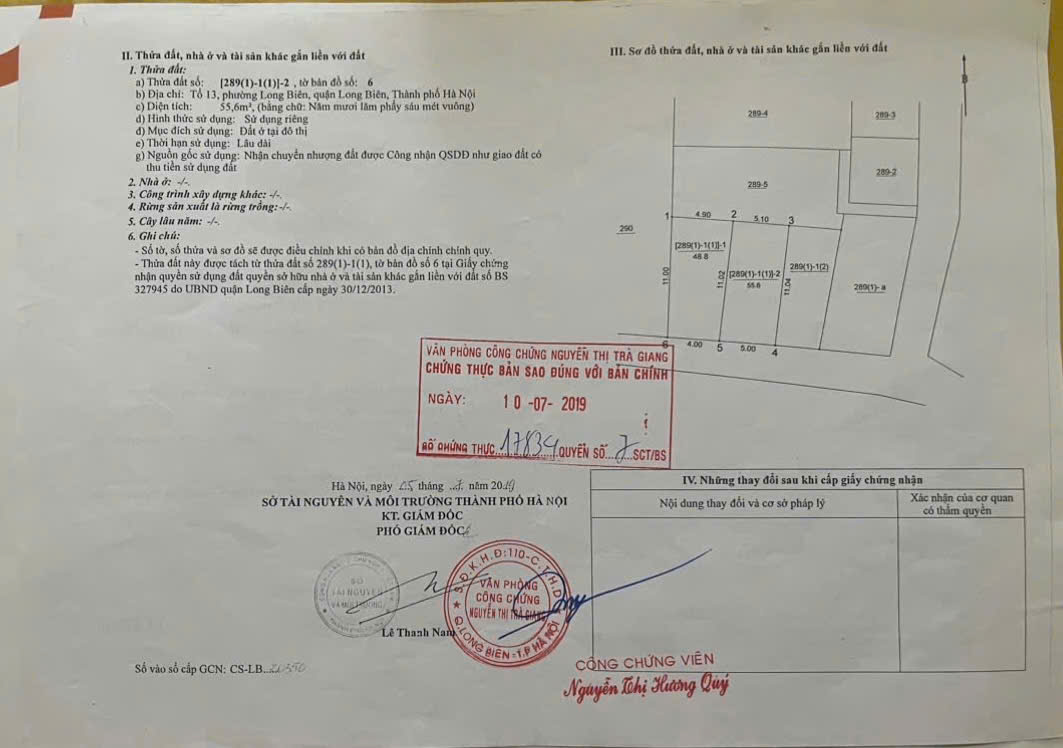 II. Thửa đất, nhà ở và tài sản khác gắn liền với đất
1. Thửa đất:
a) Thửa đất số: [289(1)-1(1)]-2 , tờ bản đồ số: 6
b) Địa chỉ: Tổ 13, phường Long Biên, quận Long Biên, Thành phố Hà Nội
c) Diện tích: 55,6m², (bằng chữ: Năm mươi lăm phẩy sáu mét vuông)
d) Hình thức sử dụng: Sử dụng riêng
đ) Mục đích sử dụng: Đất ở tại đô thị
e) Thời hạn sử dụng: Lâu dài
g) Nguồn gốc sử dụng: Nhận chuyển nhượng đất được Công nhận QSDĐ như giao đất có
thu tiền sử dụng đất
2. Nhà ở: -/-.
3. Công trình xây dựng khác: -/-.
4. Rừng sản xuất là rừng trồng:-/-.
5. Cây lâu năm: -/-.
6. Ghi chú:
- Số tờ, số thửa và sơ đồ sẽ được điều chỉnh khi có bản đồ địa chính chính quy.
- Thửa đất này được tách từ thửa đất số 289(1)-1(1), tờ bản đồ số 6 tại Giấy chứng
nhận quyền sử dụng đất quyền sở hữu nhà ở và tài sản khác gắn liền với đất số BS
327945 do UBND quận Long Biên cấp ngày 30/12/2013.
III. Sơ đồ thửa đất, nhà ở và tài sản khác gắn liền với đất
B
289-4
289-3
289-2
289-5
290
1
4.90
2
5.10
3
[289(1)-1(1)]-1
48.8
[289(1)-1(1)]-2
55.6
289(1)-1(2)
289(1)- a
11.00
11.02
11.04
6
4.00
5
5.00
4
VĂN PHÒNG CÔNG CHỨNG NGUYỄN THỊ TRÀ GIANG
CHỨNG THỰC BẢN SAO ĐÚNG VỚI BẢN CHÍNH
NGÀY: 10 -07- 2019
SỐ CHỨNG THỰC 17834 QUYỂN SỐ 7 SCT/BS
Hà Nội, ngày 05 tháng 7 năm 2019
SỞ TÀI NGUYÊN VÀ MÔI TRƯỜNG THÀNH PHỐ HÀ NỘI
KT. GIÁM ĐỐC
PHÓ GIÁM ĐỐC
SỞ
TÀI NGUYÊN
VÀ MÔI TRƯỜNG
Lê Thanh Nam
S.Đ.K.H.Đ:110-C.T.H.D
VĂN PHÒNG
CÔNG CHỨNG
NGUYỄN THỊ TRÀ GIANG
Q.LONG BIÊN - T.P HÀ NỘI
CÔNG CHỨNG VIÊN
Nguyễn Thị Hương Quý
Số vào sổ cấp GCN: CS-LB
IV. Những thay đổi sau khi cấp giấy chứng nhận
Nội dung thay đổi và cơ sở pháp lý
Xác nhận của cơ quan
có thẩm quyền